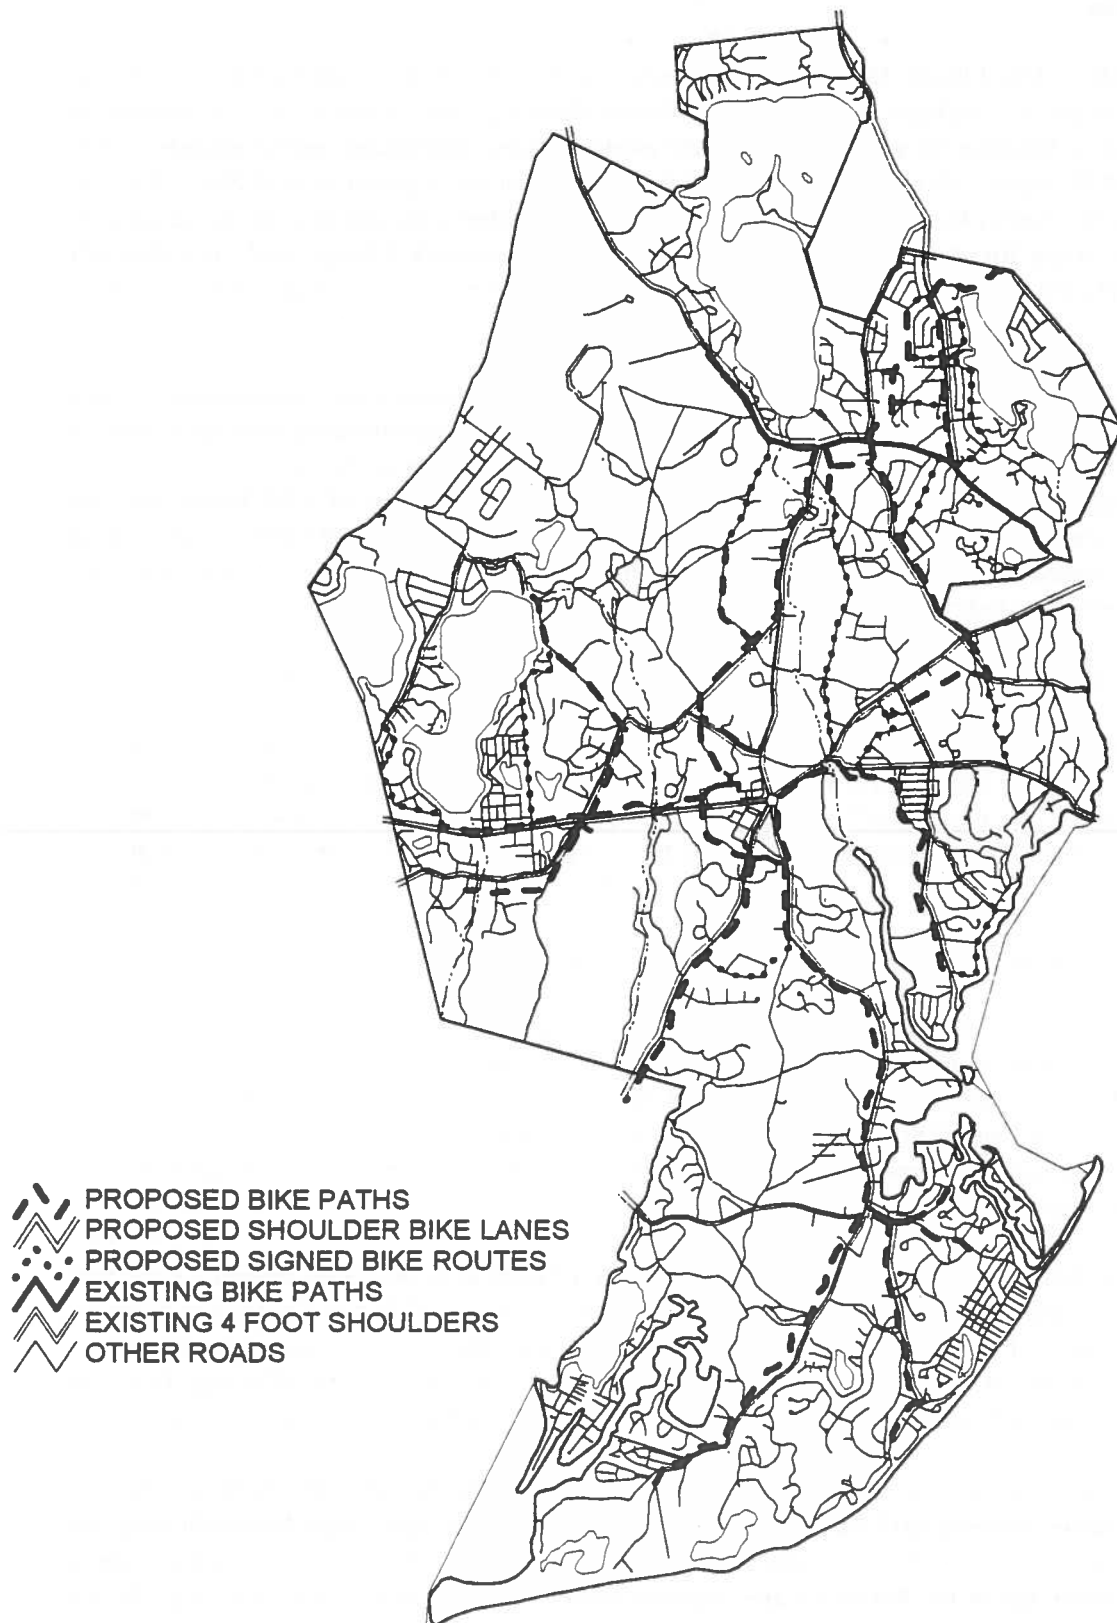 PROPOSED BIKE PATHS
PROPOSED SHOULDER BIKE LANES
PROPOSED SIGNED BIKE ROUTES
EXISTING BIKE PATHS
EXISTING 4 FOOT SHOULDERS
OTHER ROADS